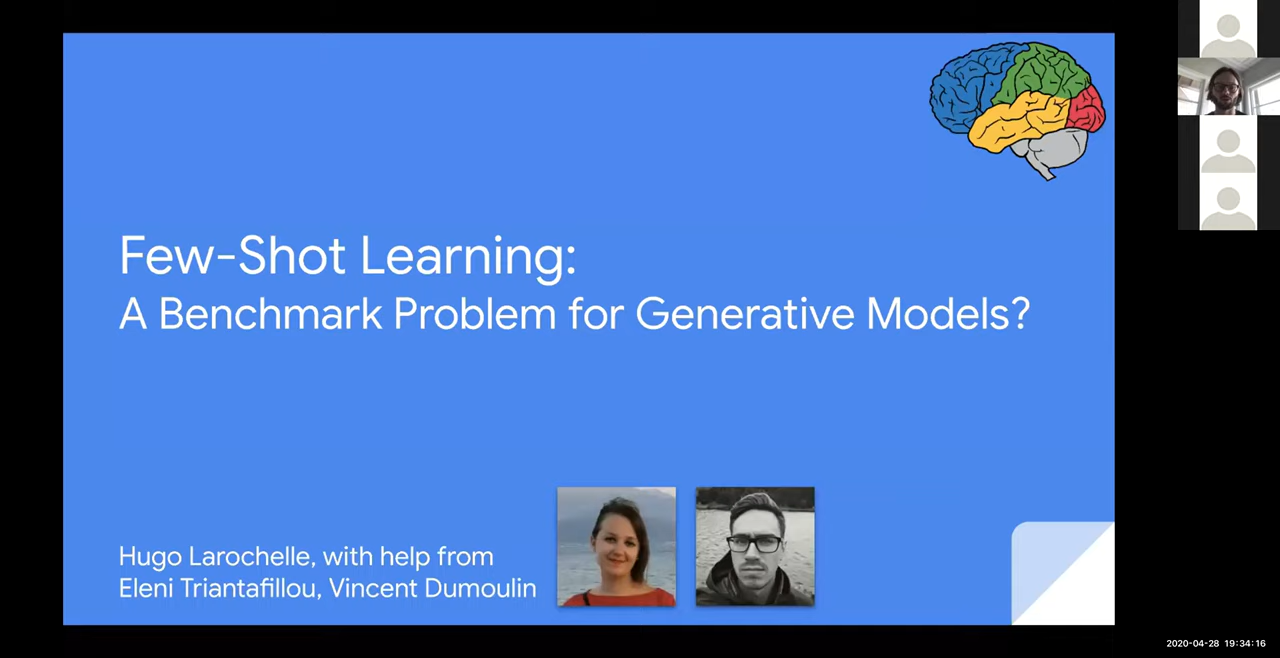 Few-Shot Learning:
A Benchmark Problem for Generative Models?
Hugo Larochelle, with help from
Eleni Triantafillou, Vincent Dumoulin
2020-04-28 19:34:16